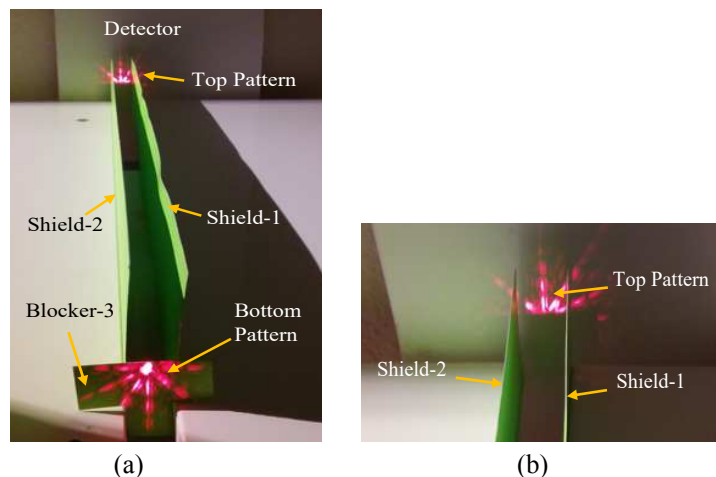 Detector
Top Pattern
Shield-2
Shield-1
Blocker-3
Bottom
Pattern
(a)
Top Pattern
Shield-2
Shield-1
(b)